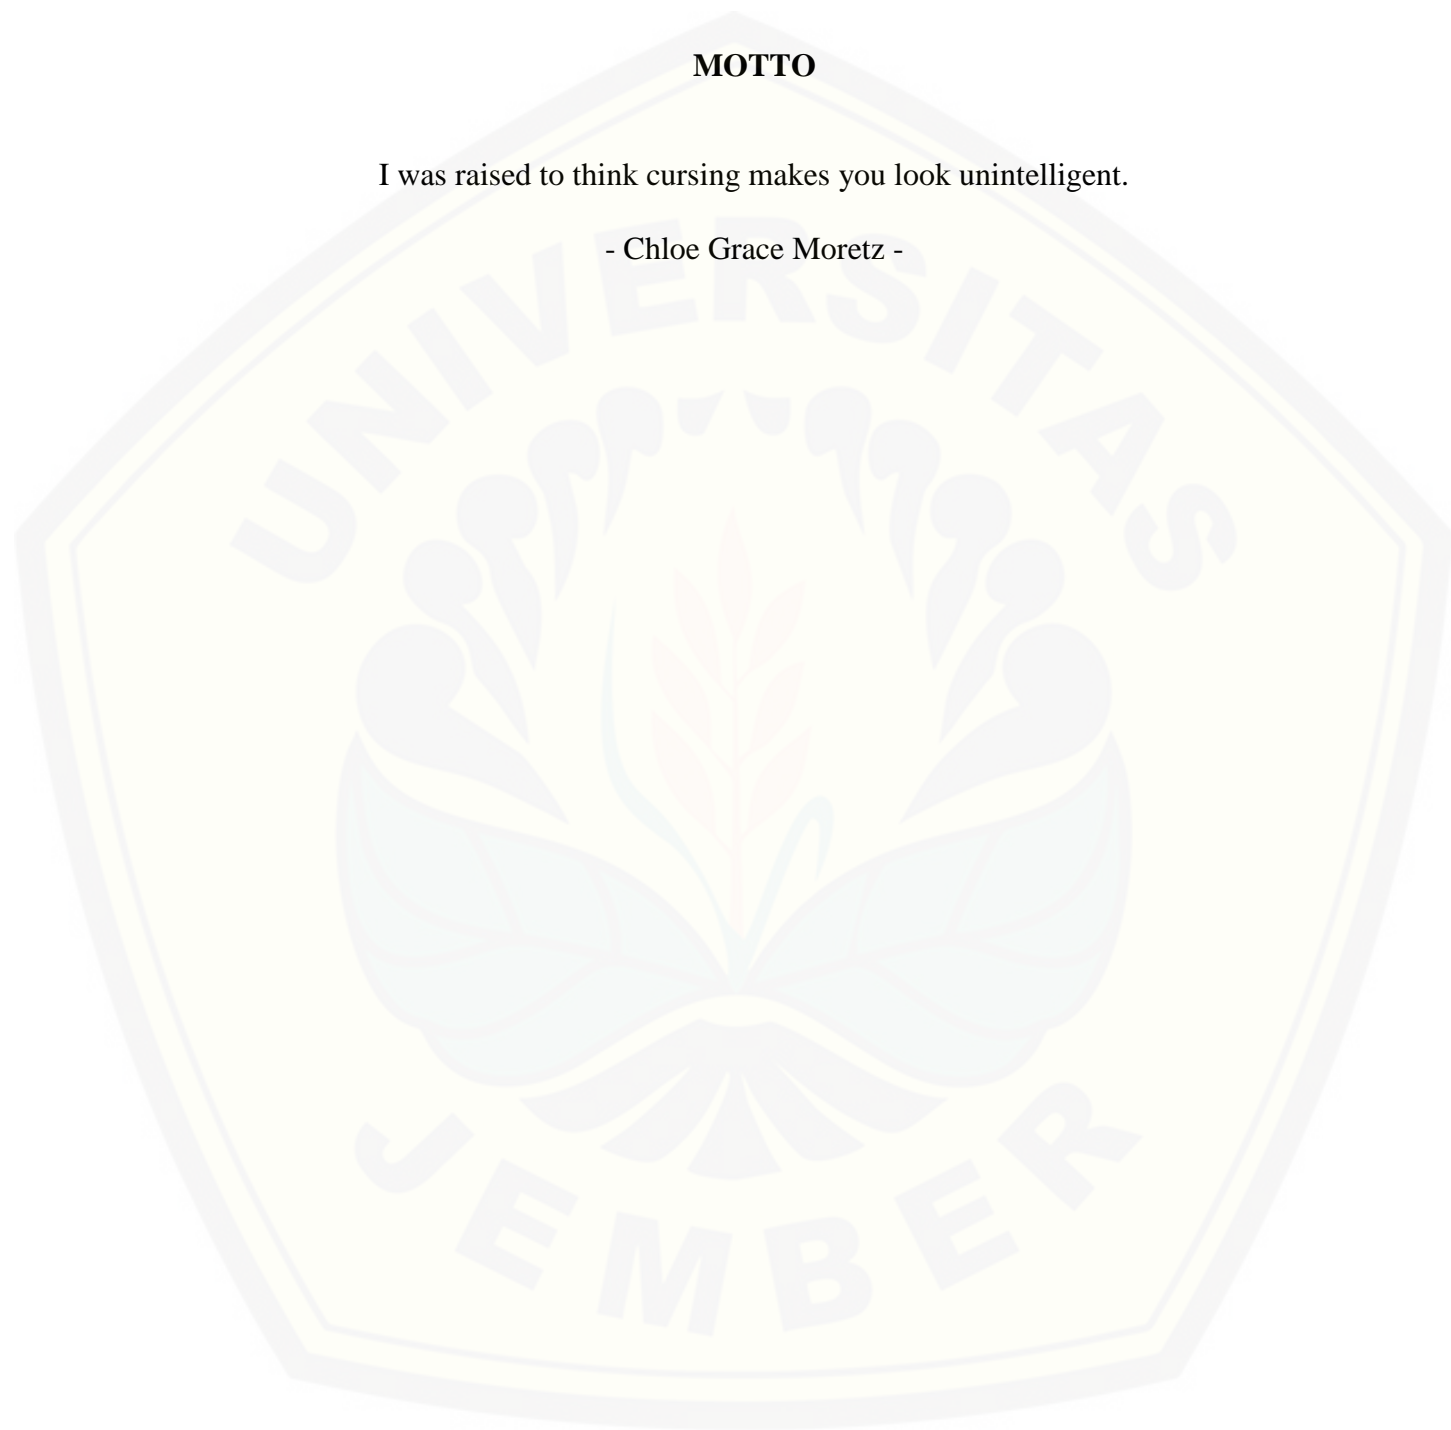 MOTTO
I was raised to think cursing makes you look unintelligent.
- Chloe Grace Moretz -
UNIVERSITAS
JEMBER